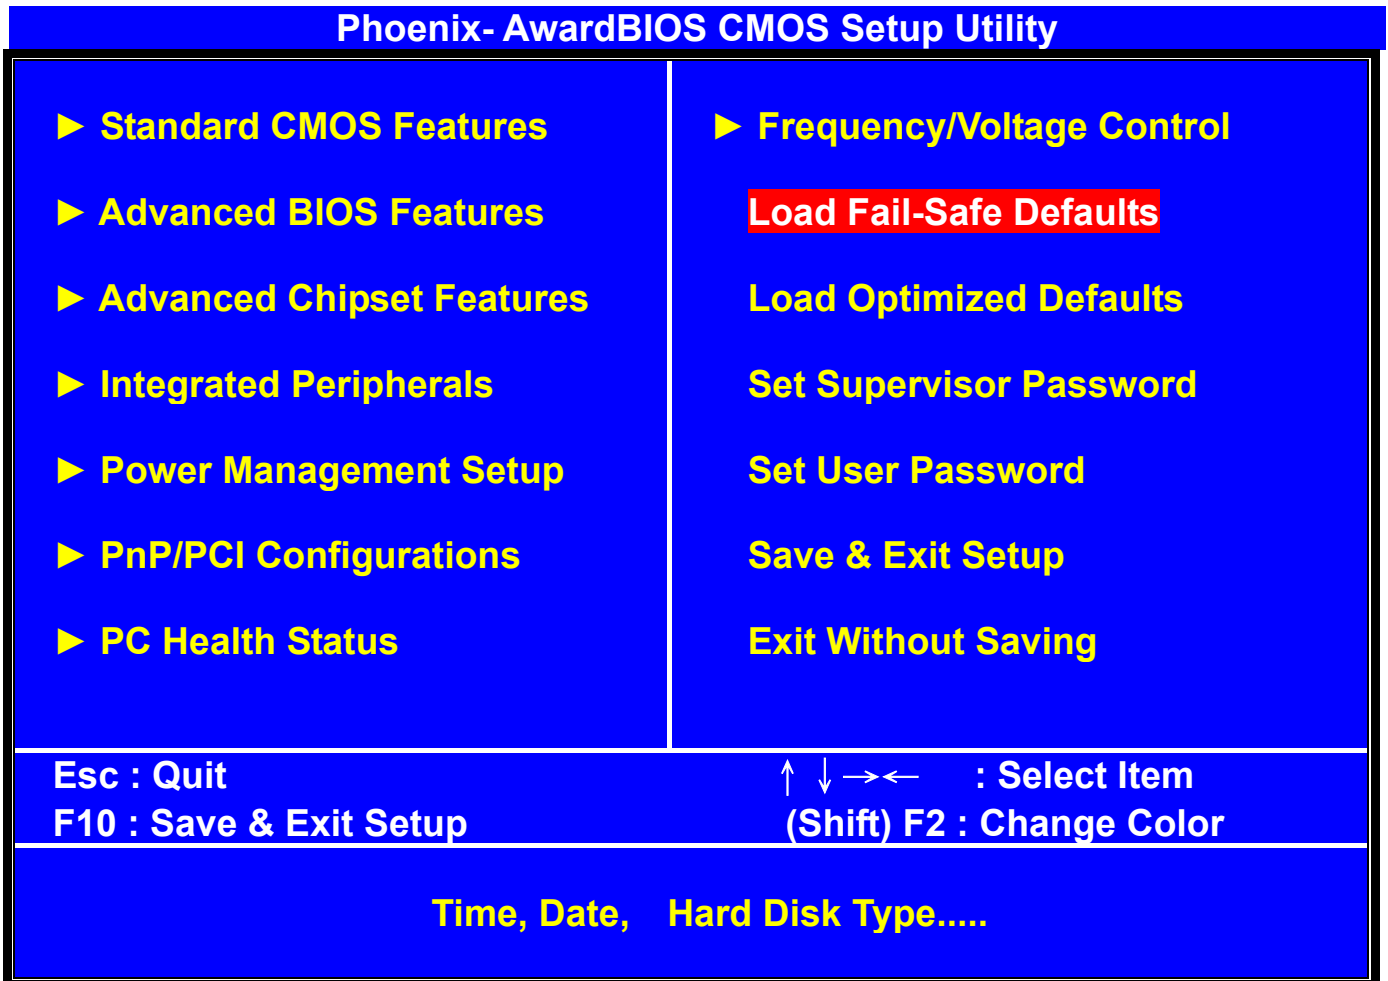 Phoenix- AwardBIOS CMOS Setup Utility
► Standard CMOS Features
► Advanced BIOS Features
► Advanced Chipset Features
► Integrated Peripherals
► Power Management Setup
► PnP/PCI Configurations
► PC Health Status
► Frequency/Voltage Control
Load Fail-Safe Defaults
Load Optimized Defaults
Set Supervisor Password
Set User Password
Save & Exit Setup
Exit Without Saving
Esc : Quit
F10 : Save & Exit Setup
↑ ↓ → ← : Select Item
(Shift) F2 : Change Color
Time, Date, Hard Disk Type.....